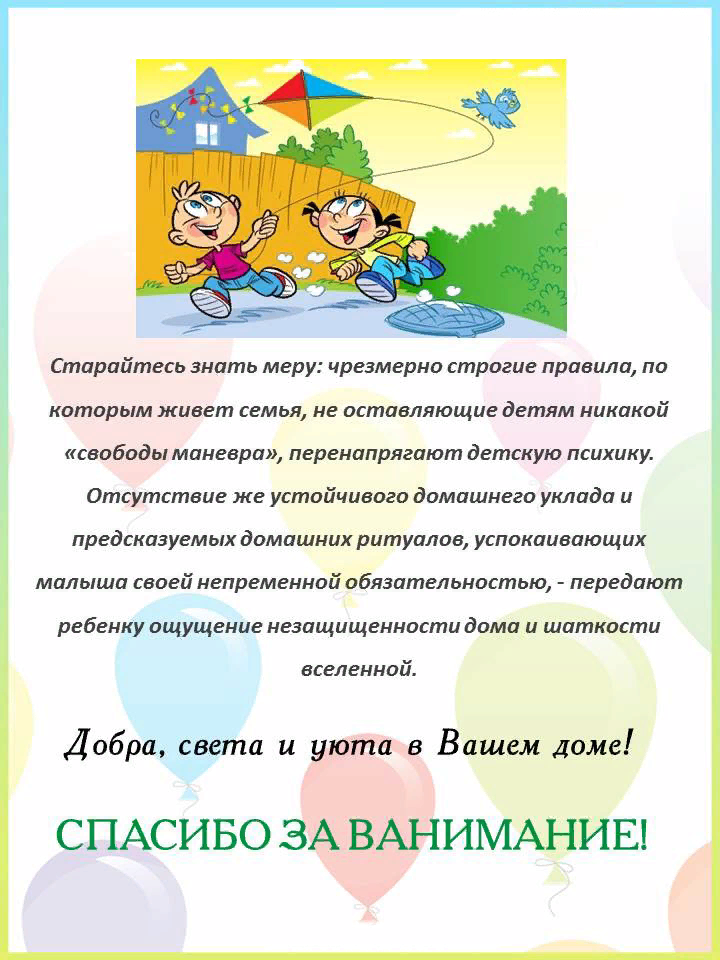 Старайтесь знать меру: чрезмерно строгие правила, по
которым живет семья, не оставляющие детям никакой
«свободы маневра», перенапрягают детскую психику.
Отсутствие же устойчивого домашнего уклада и
предсказуемых домашних ритуалов, успокаивающих
малыша своей непременной обязательностью, - передают
ребенку ощущение незащищенности дома и шаткости
вселенной.
Добра, света и уюта в Вашем доме!
СПАСИБО ЗА ВАНИМАНИЕ!